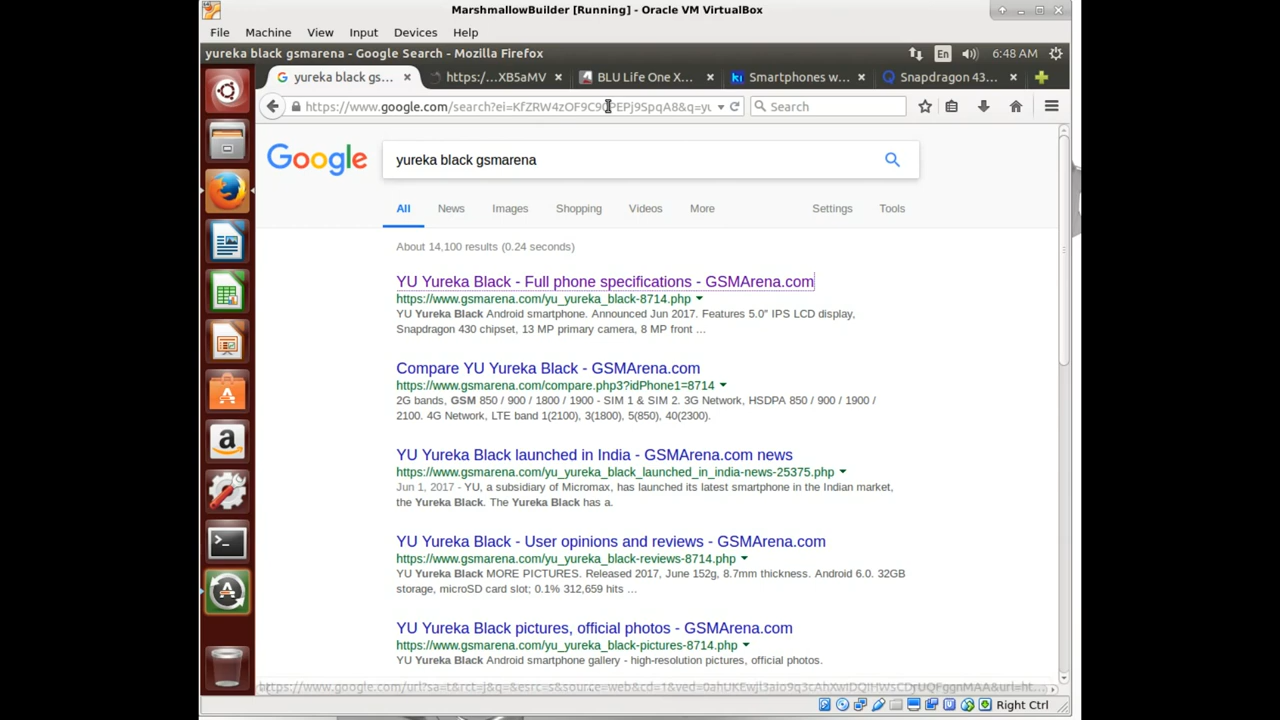 MarshmallowBuilder [Running] - Oracle VM VirtualBox
File Machine View Input Devices Help
yureka black gsmarena - Google Search - Mozilla Firefox
En 6:48 AM
yureka black gs... https:/...XB5aMV BLU Life One X... Smartphones w... Snapdragon 43...
https://www.google.com/search?ei=
Search
Google
yureka black gsmarena
All News Images Shopping Videos More Settings Tools
About 14,100 results (0.24 seconds)
YU Yureka Black - Full phone specifications - GSMArena.com
https://www.gsmarena.com/yu_yureka_black-8714.php
YU Yureka Black Android smartphone. Announced Jun 2017. Features 5.0″ IPS LCD display,
Snapdragon 430 chipset, 13 MP primary camera, 8 MP front ...
Compare YU Yureka Black - GSMArena.com
https://www.gsmarena.com/compare.php3?idPhone1=8714
2G bands, GSM 850 / 900 / 1800 / 1900 - SIM 1 & SIM 2. 3G Network, HSDPA 850 / 900 / 1900 /
2100. 4G Network, LTE band 1(2100), 3(1800), 5(850), 40(2300).
YU Yureka Black launched in India - GSMArena.com news
https://www.gsmarena.com/yu_yureka_black_launched_in_india-news-25375.php
Jun 1, 2017 - YU, a subsidiary of Micromax, has launched its latest smartphone in the Indian market,
the Yureka Black. The Yureka Black has a.
YU Yureka Black - User opinions and reviews - GSMArena.com
https://www.gsmarena.com/yu_yureka_black-reviews-8714.php
YU Yureka Black MORE PICTURES. Released 2017, June 152g, 8.7mm thickness. Android 6.0. 32GB
storage, microSD card slot; 0.1% 312,659 hits ...
YU Yureka Black pictures, official photos - GSMArena.com
https://www.gsmarena.com/yu_yureka_black-pictures-8714.php
YU Yureka Black Android smartphone gallery - high-resolution pictures, official photos.
Right Ctrl